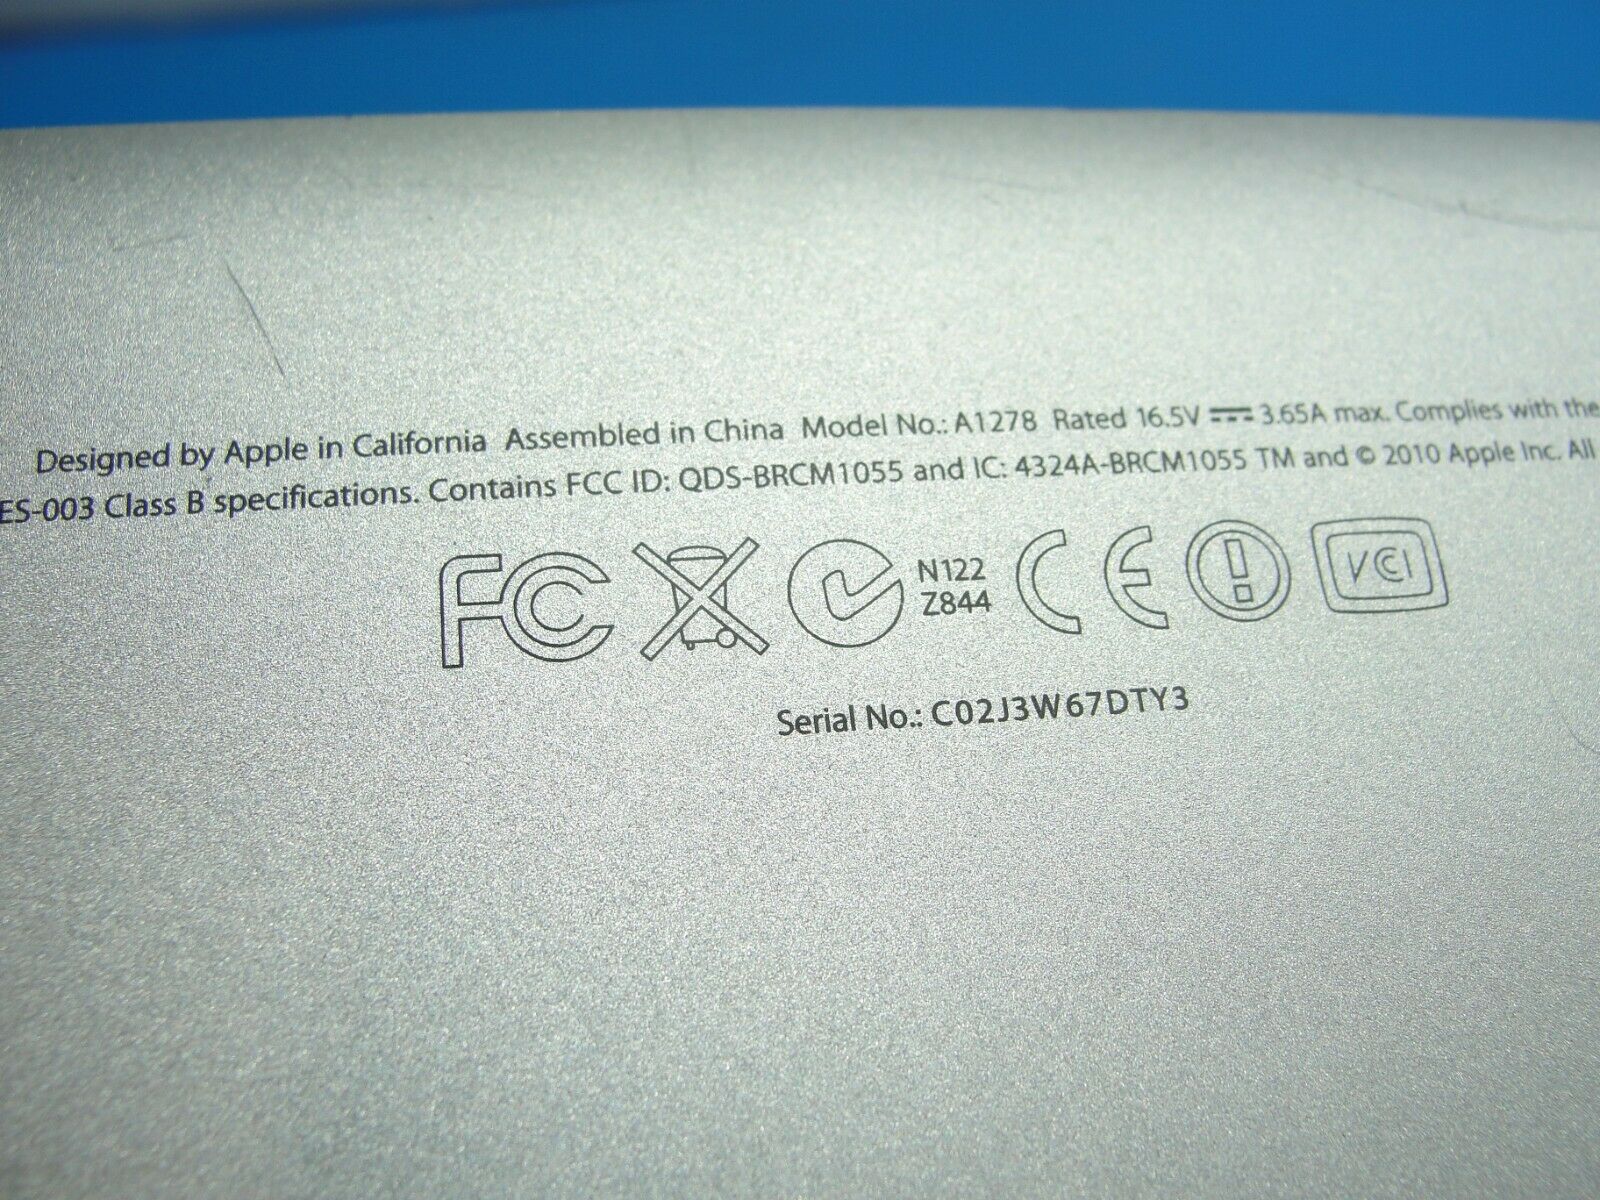 Designed by Apple in California Assembled in China Model No.: A1278 Rated 16.5V ⎓ 3.65A max. Complies with the
ES-003 Class B specifications. Contains FCC ID: QDS-BRCM1055 and IC: 4324A-BRCM1055 TM and © 2010 Apple Inc. All
FC N122 CE VCCI
Z844
Serial No.: C02J3W67DTY3